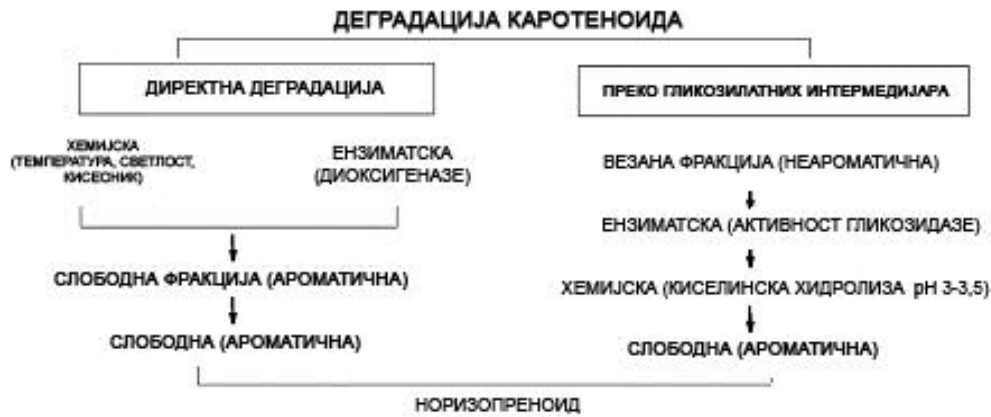 ДЕГРАДАЦИЈА КАРОТЕНОИДА
ДИРЕКТНА ДЕГРАДАЦИЈА
ХЕМИЈСКА
(ТЕМПЕРАТУРА, СВЕТЛОСТ,
КИСЕСНИК)
ЕНЗИМАТСКА
(ДИОКСИГЕНАЗЕ)
СЛОБОДНА ФРАКЦИЈА (АРОМАТИЧНА)
СЛОБОДНА (АРОМАТИЧНА)
ПРЕКО ГЛИКОЗИЛАТНИХ ИНТЕРМЕДИЈАРА
ВЕЗАНА ФРАКЦИЈА (НЕАРОМАТИЧНА)
ЕНЗИМАТСКА (АКТИВНОСТ ГЛИКОЗИДАЗЕ)
ХЕМИЈСКА (КИСЕЛИНСКА ХИДРОЛИЗА pH 3-3,5)
СЛОБОДНА (АРОМАТИЧНА)
НОРИЗОПРЕНОИД